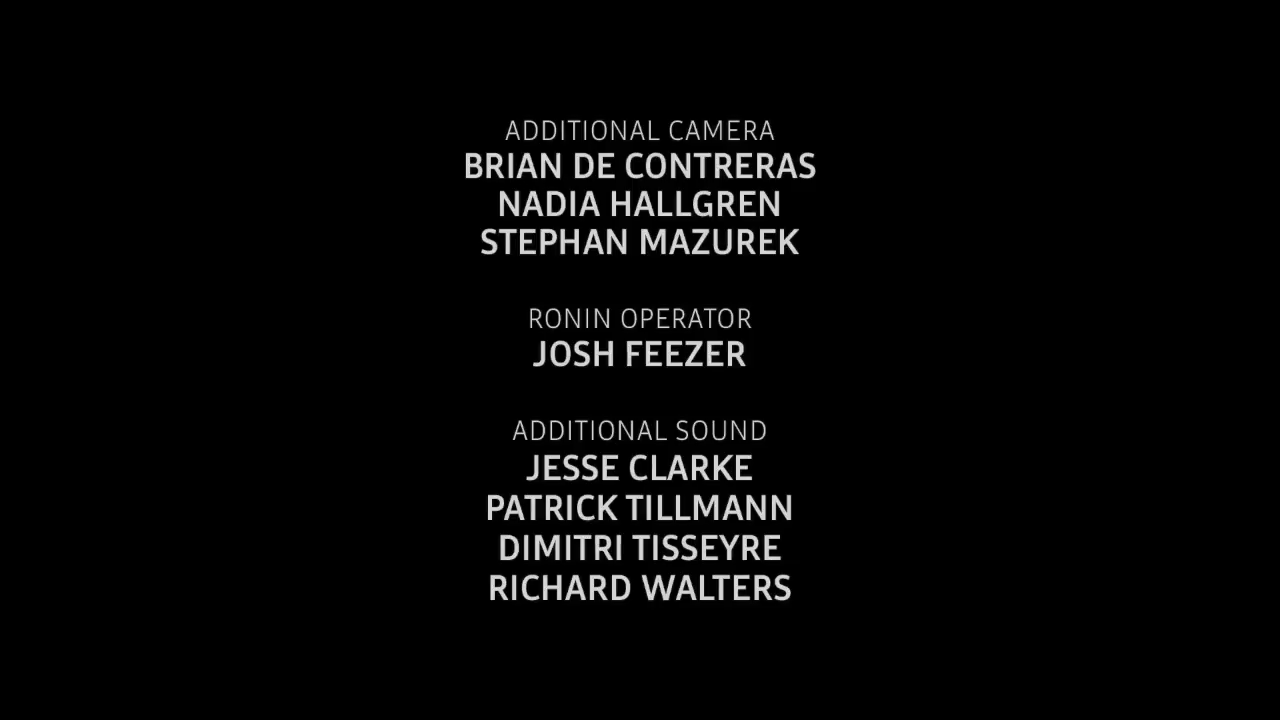 ADDITIONAL CAMERA
BRIAN DE CONTRERAS
NADIA HALLGREN
STEPHAN MAZUREK
RONIN OPERATOR
JOSH FEEZER
ADDITIONAL SOUND
JESSE CLARKE
PATRICK TILLMANN
DIMITRI TISSEYRE
RICHARD WALTERS